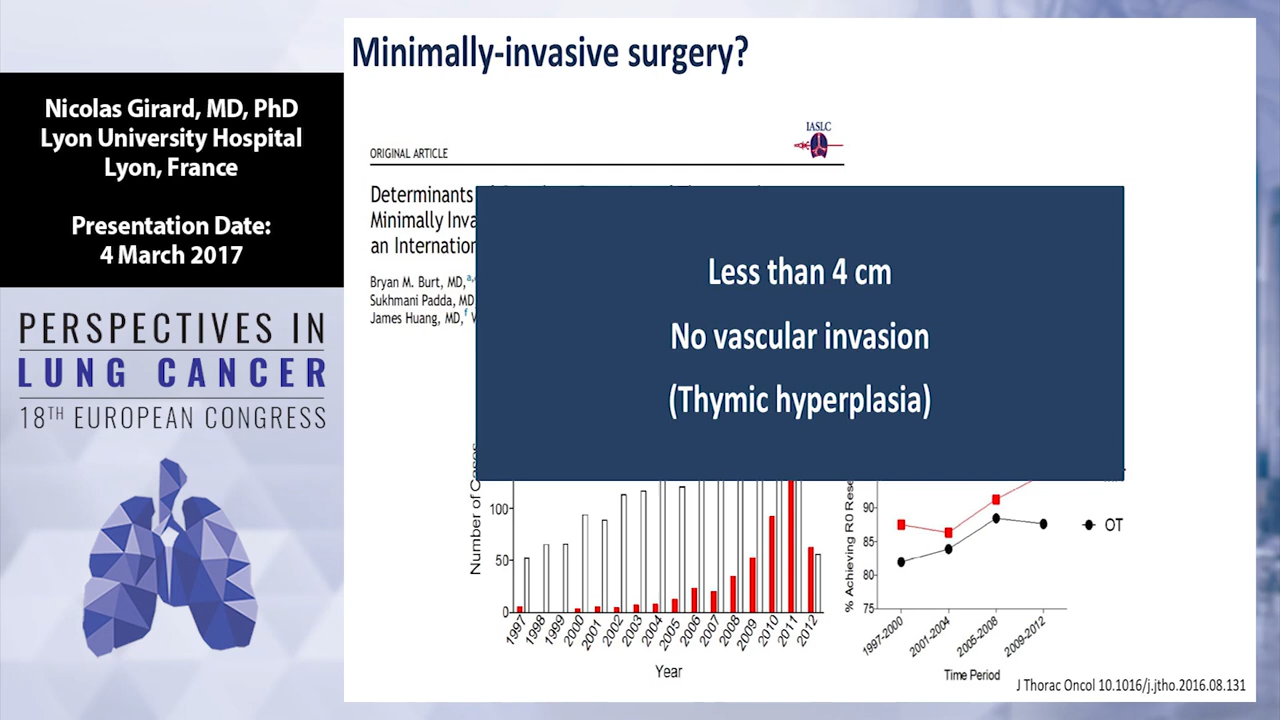 Nicolas Girard, MD, PhD
Lyon University Hospital
Lyon, France
Presentation Date:
4 March 2017
PERSPECTIVES IN
LUNG CANCER
18TH EUROPEAN CONGRESS
Minimally-invasive surgery?
IASLC
ORIGINAL ARTICLE
Determinants
Minimally Inva
an Internation
Bryan M. Burt, MD,a,
Sukhmani Padda, MD
James Huang, MD,f
Less than 4 cm
No vascular invasion
(Thymic hyperplasia)
Number of Cases
100
50
0
1997 1998 1999 2000 2001 2002 2003 2004 2005 2006 2007 2008 2009 2010 2011 2012
Year
% Achieving R0 Rese
90
85
80
75
OT
1997-2000 2001-2004 2005-2008 2009-2012
Time Period
J Thorac Oncol 10.1016/j.jtho.2016.08.131